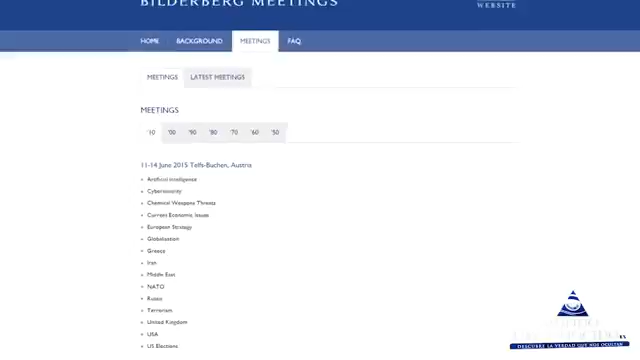 BILDERBERG MEETINGS
WEBSITE
HOME BACKGROUND MEETINGS FAQ
MEETINGS LATEST MEETINGS
MEETINGS
'10 '00 '90 '80 '70 '60 '50
11-14 June 2015 Telfs-Buchen, Austria
Artificial Intelligence
Cybersecurity
Chemical Weapons Threats
Current Economic Issues
European Strategy
Globalisation
Greece
Iran
Middle East
NATO
Russia
Terrorism
United Kingdom
USA
US Elections
DESCUBRE LA VERDAD QUE NOS OCULTAN